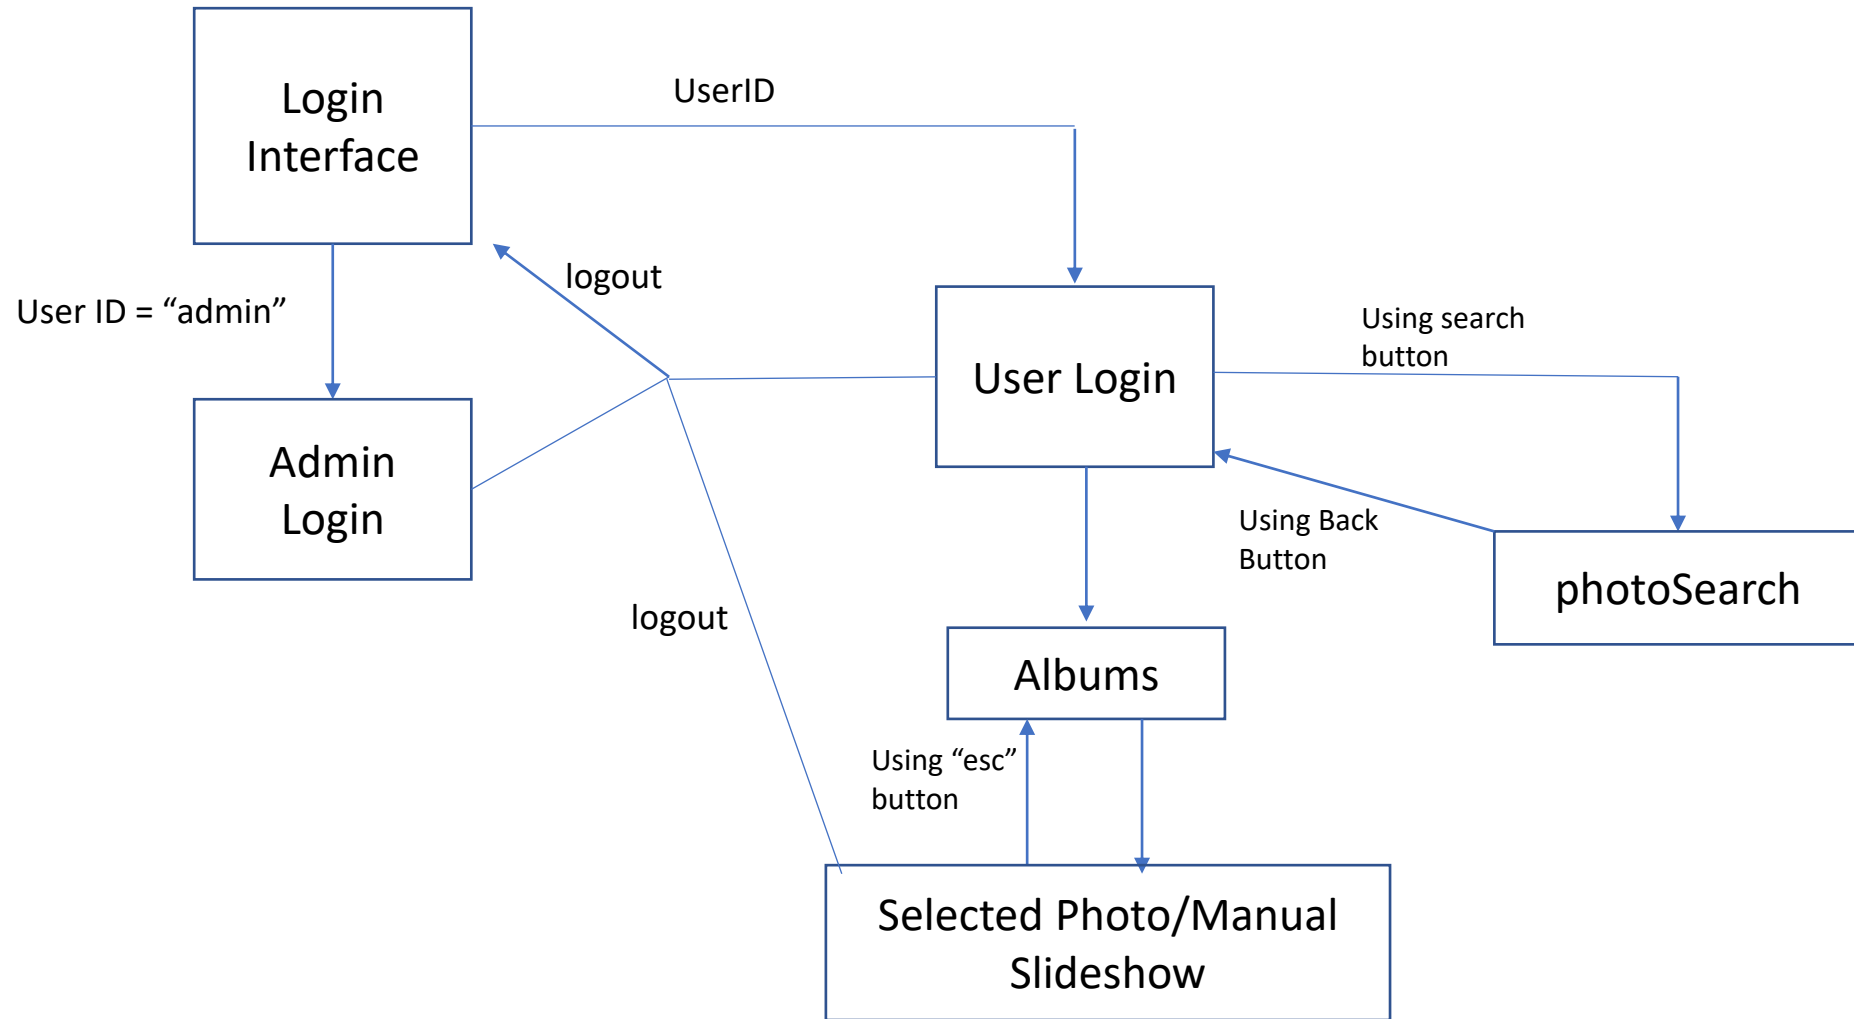 Login
Interface
UserID
logout
User ID = “admin”
Using search
button
User Login
Admin
Login
Using Back
Button
photoSearch
logout
Albums
Using “esc”
button
Selected Photo/Manual
Slideshow